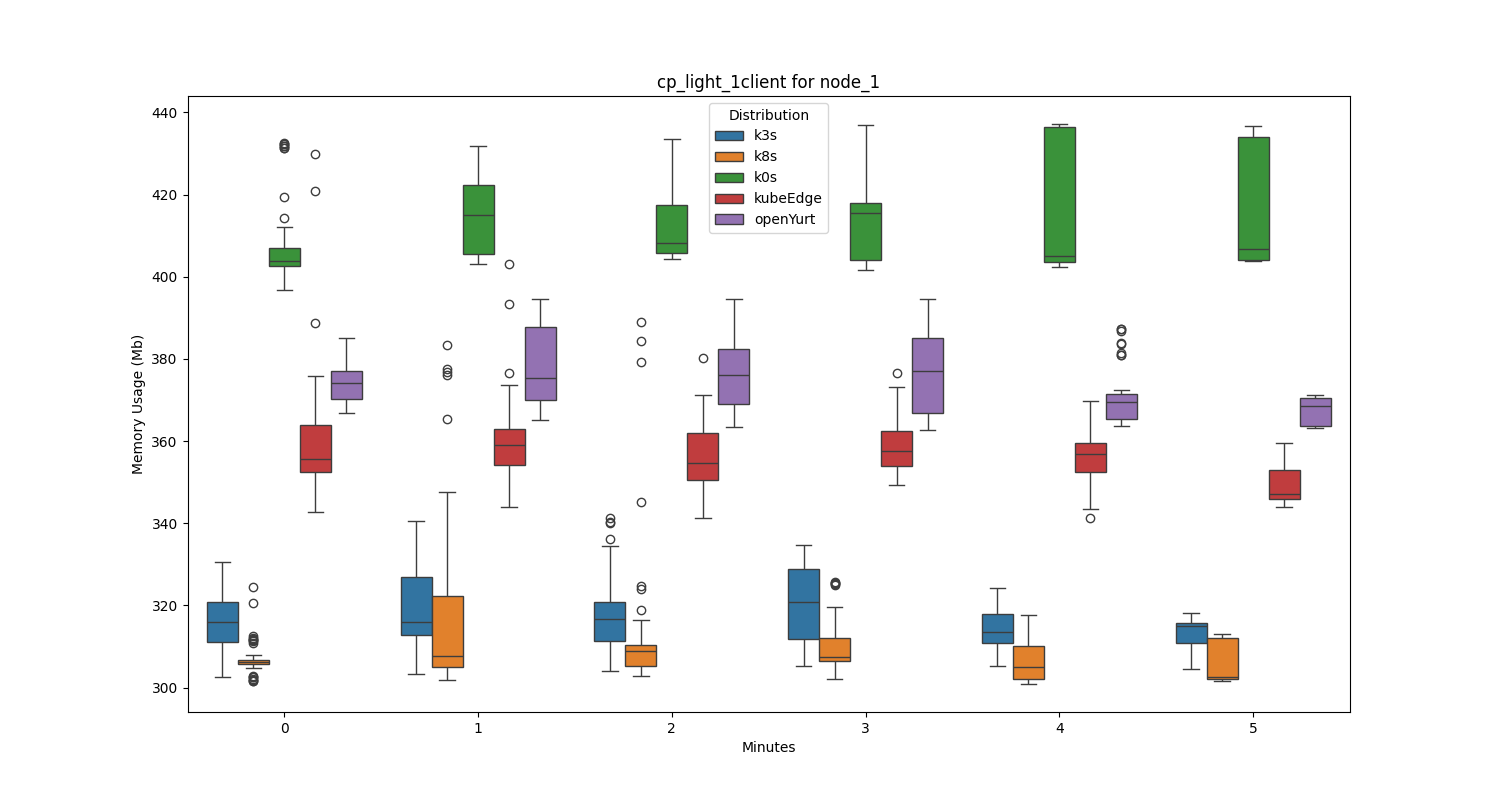 cp_light_1client for node_1
Distribution
k3s
k8s
k0s
kubeEdge
openYurt
Memory Usage (Mb)
440
420
400
380
360
340
320
300
0 1 2 3 4 5
Minutes